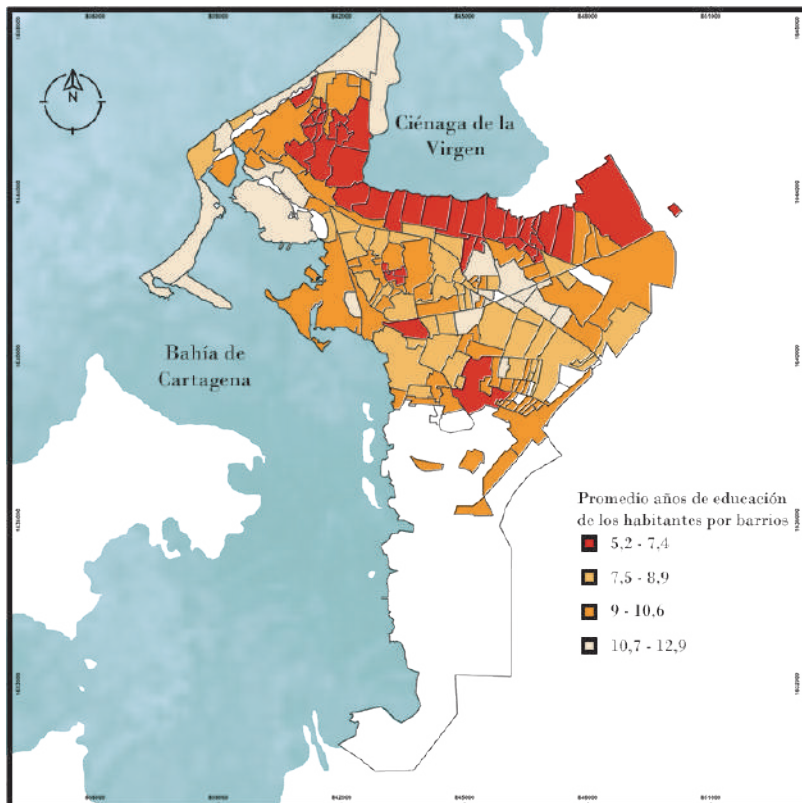 N
Ciénaga de la
Virgen
Bahía de
Cartagena
Promedio años de educación
de los habitantes por barrios
5,2 - 7,4
7,5 - 8,9
9 - 10,6
10,7 - 12,9